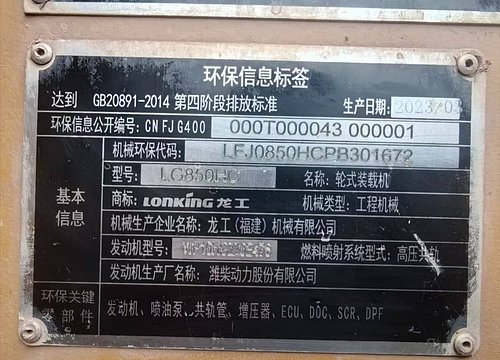 环保信息标签
达到 GB20891-2014 第四阶段排放标准 生产日期: 2023/03
环保信息公开编号: CN FJ G400 000T000043 000001
机械环保代码: LFJ0850HCPB301672
基本信息
型号: LG850HC 名称: 轮式装载机
商标: LONKING 龙工 机械类型: 工程机械
机械生产企业名称: 龙工(福建)机械有限公司
发动机型号: 燃料喷射系统型式: 高压共轨
发动机生产厂名称: 潍柴动力股份有限公司
环保关键零部件
发动机、喷油泵、共轨管、增压器、ECU、DOC、SCR、DPF